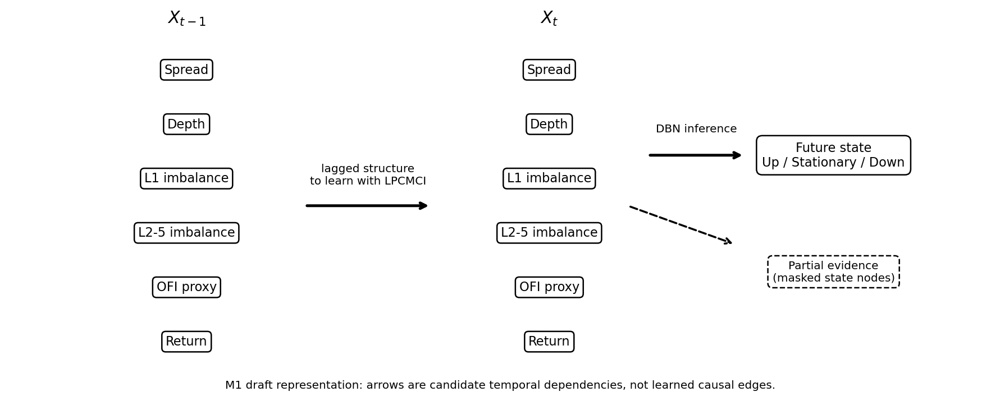 X_{t-1}
X_t
Spread
Depth
L1 imbalance
L2-5 imbalance
OFI proxy
Return
lagged structure
to learn with LPCMCI
Spread
Depth
L1 imbalance
L2-5 imbalance
OFI proxy
Return
DBN inference
Future state
Up / Stationary / Down
Partial evidence
(masked state nodes)
M1 draft representation: arrows are candidate temporal dependencies, not learned causal edges.